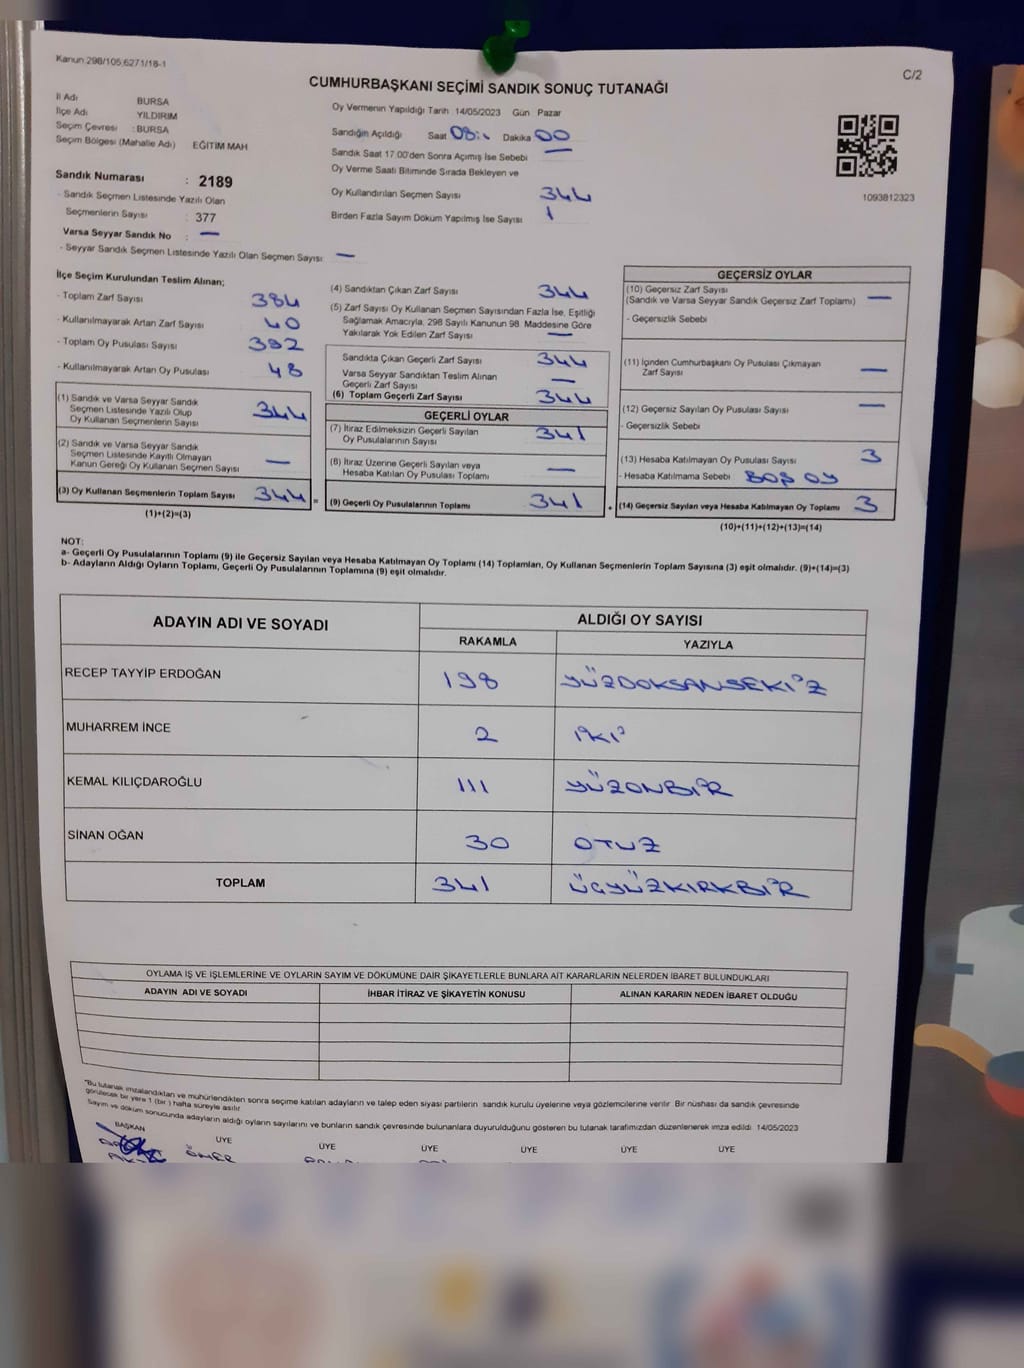 Kanun:298/105;6271/18-1
C/2
CUMHURBAŞKANI SEÇİMİ SANDIK SONUÇ TUTANAĞI
İl Adı BURSA
İlçe Adı YILDIRIM
Seçim Çevresi : BURSA
Seçim Bölgesi (Mahalle Adı) EĞİTİM MAH
Sandık Numarası : 2189
- Sandık Seçmen Listesinde Yazılı Olan
Seçmenlerin Sayısı : 377
Varsa Seyyar Sandık No : —
- Seyyar Sandık Seçmen Listesinde Yazılı Olan Seçmen Sayısı —
Oy Vermenin Yapıldığı Tarih 14/05/2023 Gün Pazar
Sandığın Açıldığı Saat 08: Dakika 00
Sandık Saat 17.00'den Sonra Açılmış İse Sebebi —
Oy Verme Saati Bitiminde Sırada Bekleyen ve
Oy Kullandırılan Seçmen Sayısı 344
Birden Fazla Sayım Döküm Yapılmış İse Sayısı 1
1093812323
İlçe Seçim Kurulundan Teslim Alınan;
- Toplam Zarf Sayısı 384
- Kullanılmayarak Artan Zarf Sayısı 40
- Toplam Oy Pusulası Sayısı 392
- Kullanılmayarak Artan Oy Pusulası 48
(1) Sandık ve Varsa Seyyar Sandık
Seçmen Listesinde Yazılı Olup
Oy Kullanan Seçmenlerin Sayısı 344
(2) Sandık ve Varsa Seyyar Sandık
Seçmen Listesinde Kayıtlı Olmayan
Kanun Gereği Oy Kullanan Seçmen Sayısı —
(3) Oy Kullanan Seçmenlerin Toplam Sayısı 344 =
(1)+(2)=(3)
(4) Sandıktan Çıkan Zarf Sayısı 344
(5) Zarf Sayısı Oy Kullanan Seçmen Sayısından Fazla İse, Eşitliği
Sağlamak Amacıyla, 298 Sayılı Kanunun 98. Maddesine Göre
Yakılarak Yok Edilen Zarf Sayısı —
Sandıkta Çıkan Geçerli Zarf Sayısı 344
Varsa Seyyar Sandıktan Teslim Alınan
Geçerli Zarf Sayısı —
(6) Toplam Geçerli Zarf Sayısı 344
GEÇERLİ OYLAR
(7) İtiraz Edilmeksizin Geçerli Sayılan
Oy Pusulalarının Sayısı 341
(8) İtiraz Üzerine Geçerli Sayılan veya
Hesaba Katılan Oy Pusulası Toplamı —
(9) Geçerli Oy Pusulalarının Toplamı 341 +
GEÇERSİZ OYLAR
(10) Geçersiz Zarf Sayısı —
(Sandık ve Varsa Seyyar Sandık Geçersiz Zarf Toplamı)
- Geçersizlik Sebebi
(11) İçinden Cumhurbaşkanı Oy Pusulası Çıkmayan
Zarf Sayısı —
(12) Geçersiz Sayılan Oy Pusulası Sayısı —
- Geçersizlik Sebebi
(13) Hesaba Katılmayan Oy Pusulası Sayısı 3
- Hesaba Katılmama Sebebi BOŞ OY
(14) Geçersiz Sayılan veya Hesaba Katılmayan Oy Toplamı 3
(10)+(11)+(12)+(13)=(14)
NOT:
a- Geçerli Oy Pusulalarının Toplamı (9) ile Geçersiz Sayılan veya Hesaba Katılmayan Oy Toplamı (14) Toplamları, Oy Kullanan Seçmenlerin Toplam Sayısına (3) eşit olmalıdır. (9)+(14)=(3)
b- Adayların Aldığı Oyların Toplamı, Geçerli Oy Pusulalarının Toplamına (9) eşit olmalıdır.
ADAYIN ADI VE SOYADI ALDIĞI OY SAYISI
RAKAMLA YAZIYLA
RECEP TAYYİP ERDOĞAN 198 YÜZDOKSANSEKİZ
MUHARREM İNCE 2 İKİ
KEMAL KILIÇDAROĞLU 111 YÜZONBİR
SİNAN OĞAN 30 OTUZ
TOPLAM 341 ÜÇYÜZKIRKBİR
OYLAMA İŞ VE İŞLEMLERİNE VE OYLARIN SAYIM VE DÖKÜMÜNE DAİR ŞİKAYETLERLE BUNLARA AİT KARARLARIN NELERDEN İBARET BULUNDUKLARI
ADAYIN ADI VE SOYADI İHBAR İTİRAZ VE ŞİKAYETİN KONUSU ALINAN KARARIN NEDEN İBARET OLDUĞU
"Bu tutanak imzalandıktan ve mühürlendikten sonra seçime katılan adayların ve talep eden siyasi partilerin sandık kurulu üyelerine veya gözlemcilerine verilir. Bir nüshası da sandık çevresinde
görülecek bir yere 1 (bir) hafta süreyle asılır.
Sayım ve döküm sonucunda adayların aldığı oyların sayılarını ve bunların sandık çevresinde bulunanlara duyurulduğunu gösteren bu tutanak tarafımızdan düzenlenerek imza edildi. 14/05/2023
BAŞKAN ÜYE ÜYE ÜYE ÜYE ÜYE ÜYE
ÖMER